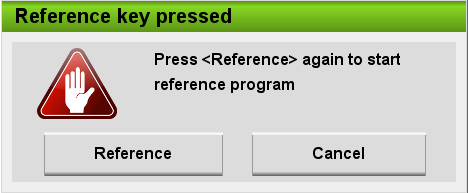 Reference key pressed
Press <Reference> again to start
reference program
Reference
Cancel